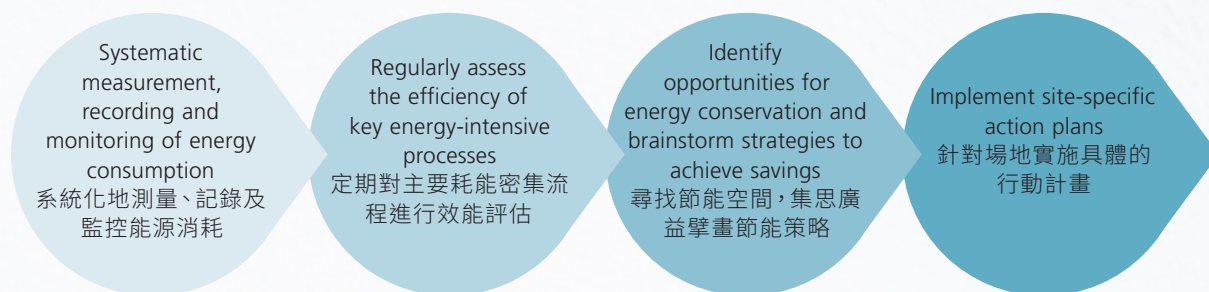 Systematic
measurement,
recording and
monitoring of energy
consumption
系統化地測量、記錄及
監控能源消耗
Regularly assess
the efficiency of
key energy-intensive
processes
定期對主要耗能密集流
程進行效能評估
Identify
opportunities for
energy conservation and
brainstorm strategies to
achieve savings
尋找節能空間，集思廣
益擘畫節能策略
Implement site-specific
action plans
針對場地實施具體的
行動計畫